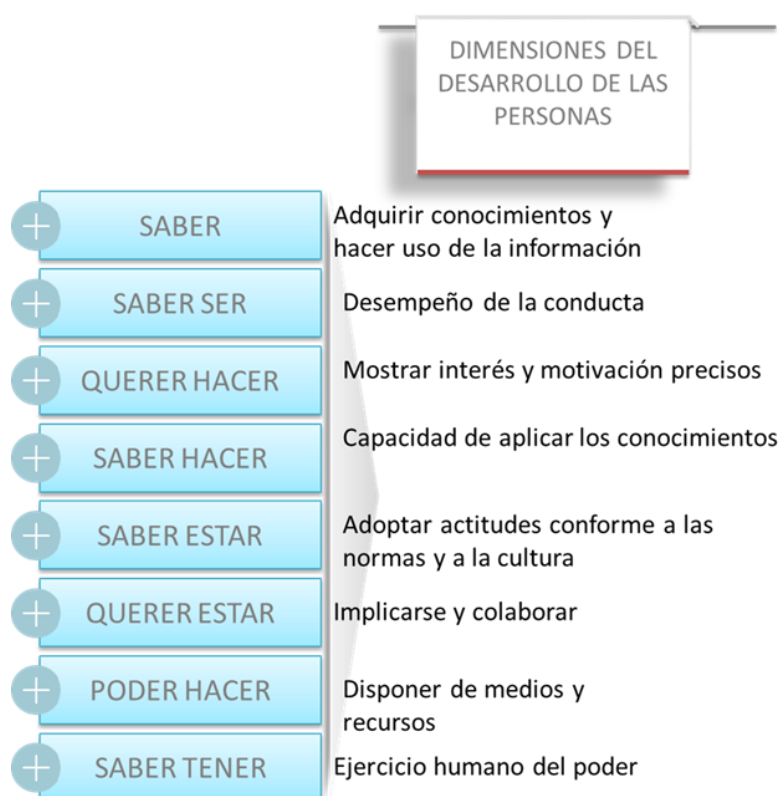 DIMENSIONES DEL
DESARROLLO DE LAS
PERSONAS
SABER
Adquirir conocimientos y
hacer uso de la información
SABER SER
Desempeño de la conducta
QUERER HACER
Mostrar interés y motivación precisos
SABER HACER
Capacidad de aplicar los conocimientos
SABER ESTAR
Adoptar actitudes conforme a las
normas y a la cultura
QUERER ESTAR
Implicarse y colaborar
PODER HACER
Disponer de medios y
recursos
SABER TENER
Ejercicio humano del poder